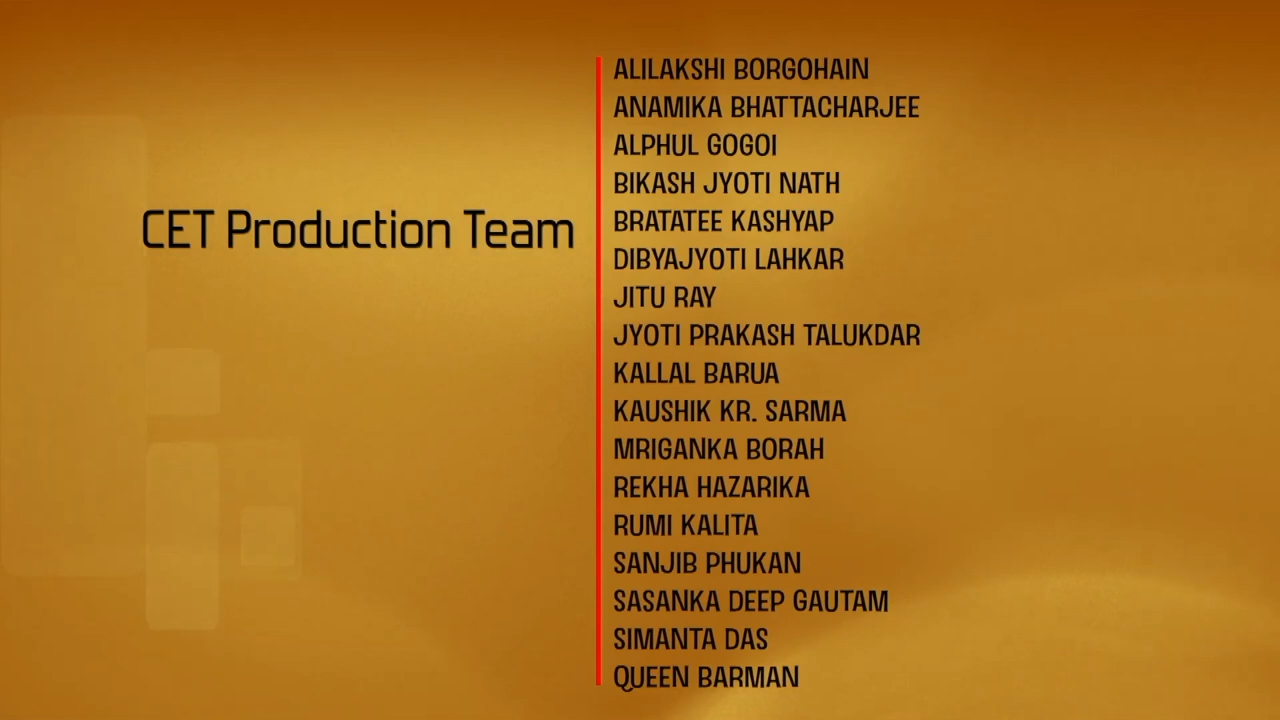 CET Production Team
ALILAKSHI BORGOHAIN
ANAMIKA BHATTACHARJEE
ALPHUL GOGOI
BIKASH JYOTI NATH
BRATATEE KASHYAP
DIBYAJYOTI LAHKAR
JITU RAY
JYOTI PRAKASH TALUKDAR
KALLAL BARUA
KAUSHIK KR. SARMA
MRIGANKA BORAH
REKHA HAZARIKA
RUMI KALITA
SANJIB PHUKAN
SASANKA DEEP GAUTAM
SIMANTA DAS
QUEEN BARMAN